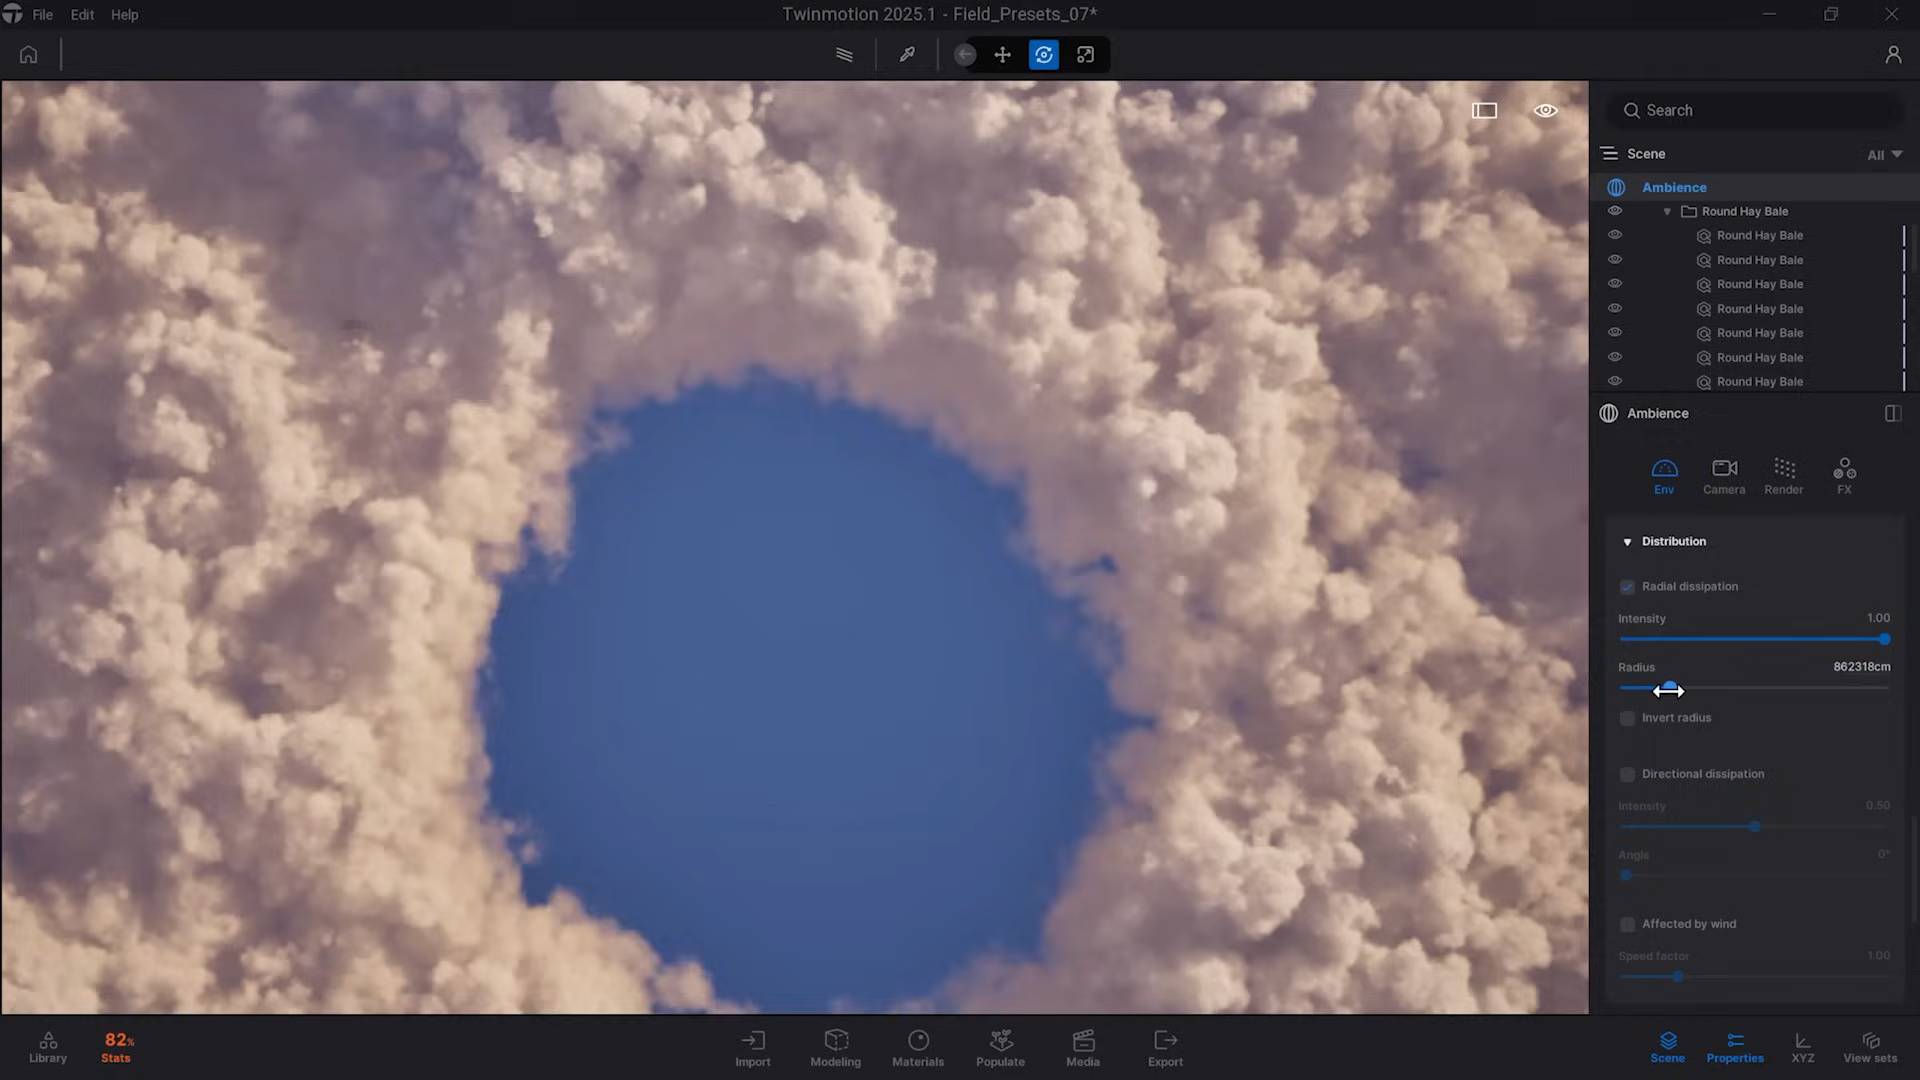 File Edit Help
Twinmotion 2025.1 - Field_Presets_07*
Search
Scene
All
Ambience
Round Hay Bale
Round Hay Bale
Round Hay Bale
Round Hay Bale
Round Hay Bale
Round Hay Bale
Round Hay Bale
Round Hay Bale
Ambience
Env Camera Render FX
Distribution
Radial dissipation
Intensity 1.00
Radius 862318cm
Invert radius
Directional dissipation
Intensity 0.50
Angle 0°
Affected by wind
Speed factor 1.00
82%
Library Stats Import Modeling Materials Populate Media Export Scene Properties XYZ View sets